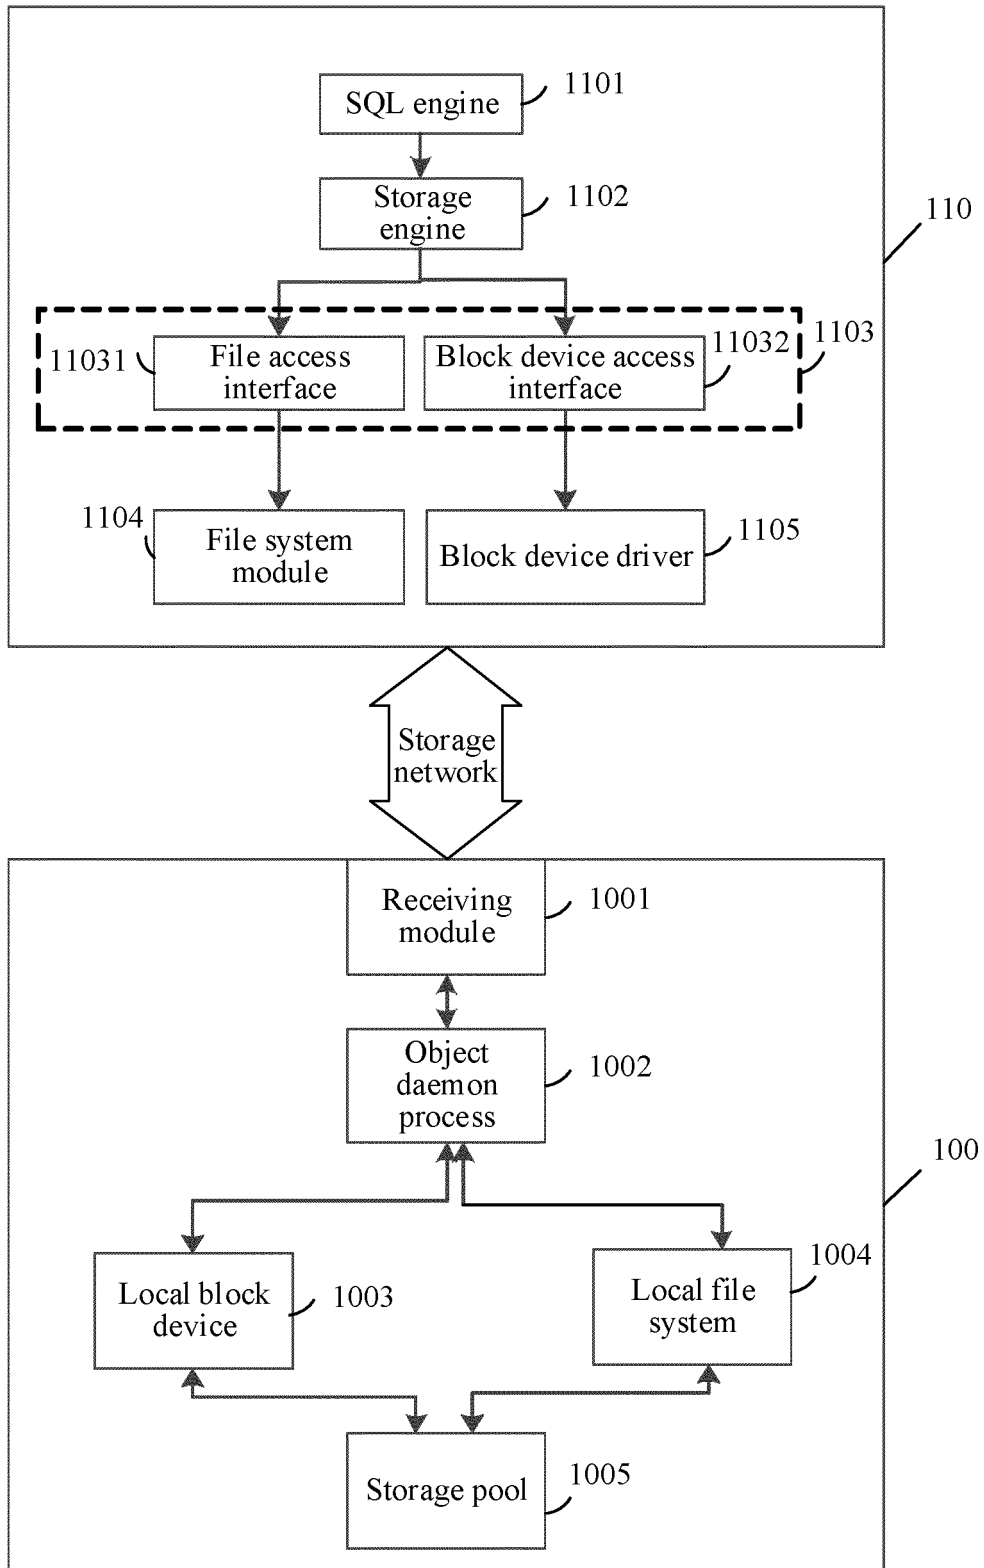 SQL engine
1101
Storage
engine
1102
110
1103
11031
File access
interface
Block device access
interface
11032
1104
File system
module
Block device driver
1105
Storage
network
Receiving
module
1001
Object
daemon
process
1002
100
Local block
device
1003
Local file
system
1004
Storage pool
1005